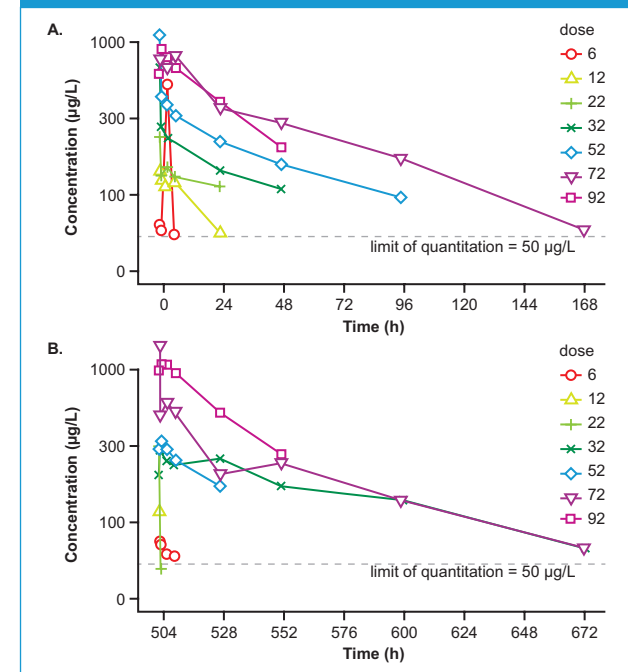 A.
dose
6
12
22
32
52
72
92
Concentration (µg/L)
1000
300
100
0
limit of quantitation = 50 µg/L
0 24 48 72 96 120 144 168
Time (h)
B.
dose
6
12
22
32
52
72
92
Concentration (µg/L)
1000
300
100
0
limit of quantitation = 50 µg/L
504 528 552 576 600 624 648 672
Time (h)